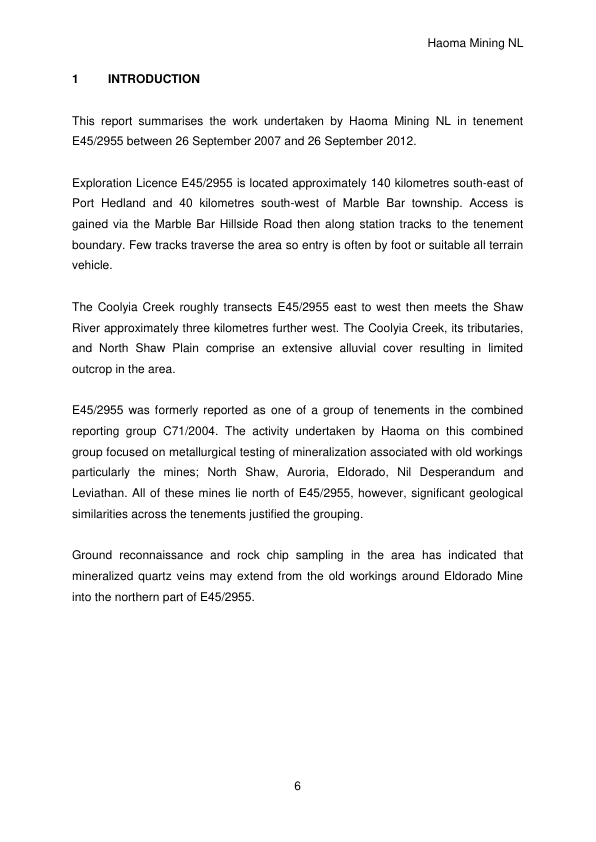 Haoma Mining NL
1 INTRODUCTION
This report summarises the work undertaken by Haoma Mining NL in tenement
E45/2955 between 26 September 2007 and 26 September 2012.
Exploration Licence E45/2955 is located approximately 140 kilometres south-east of
Port Hedland and 40 kilometres south-west of Marble Bar township. Access is
gained via the Marble Bar Hillside Road then along station tracks to the tenement
boundary. Few tracks traverse the area so entry is often by foot or suitable all terrain
vehicle.
The Coolyia Creek roughly transects E45/2955 east to west then meets the Shaw
River approximately three kilometres further west. The Coolyia Creek, its tributaries,
and North Shaw Plain comprise an extensive alluvial cover resulting in limited
outcrop in the area.
E45/2955 was formerly reported as one of a group of tenements in the combined
reporting group C71/2004. The activity undertaken by Haoma on this combined
group focused on metallurgical testing of mineralization associated with old workings
particularly the mines; North Shaw, Auroria, Eldorado, Nil Desperandum and
Leviathan. All of these mines lie north of E45/2955, however, significant geological
similarities across the tenements justified the grouping.
Ground reconnaissance and rock chip sampling in the area has indicated that
mineralized quartz veins may extend from the old workings around Eldorado Mine
into the northern part of E45/2955.
6